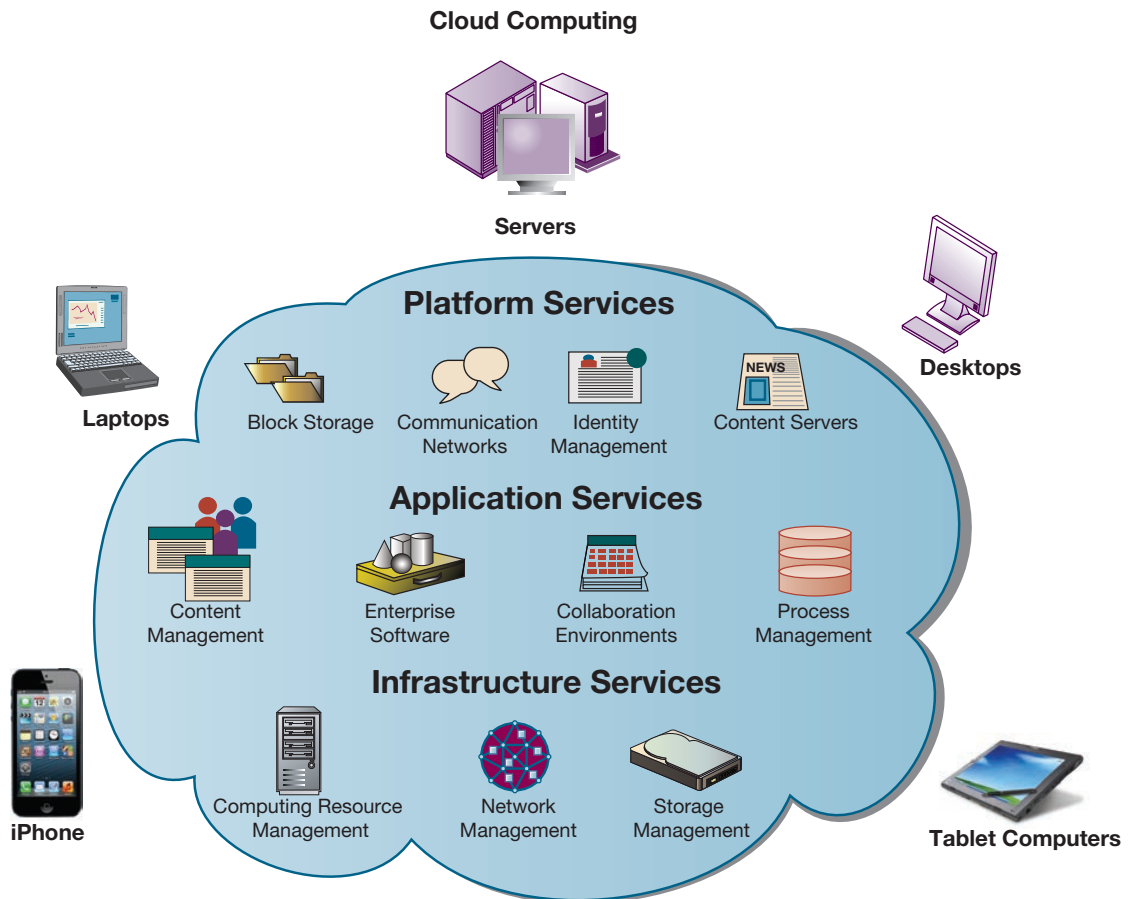 Cloud Computing
Servers
Platform Services
Desktops
Laptops
NEWS
Block Storage
Communication
Networks
Identity
Management
Content Servers
Application Services
Content
Management
Enterprise
Software
Collaboration
Environments
Process
Management
Infrastructure Services
Computing Resource
Management
Network
Management
Storage
Management
iPhone
Tablet Computers